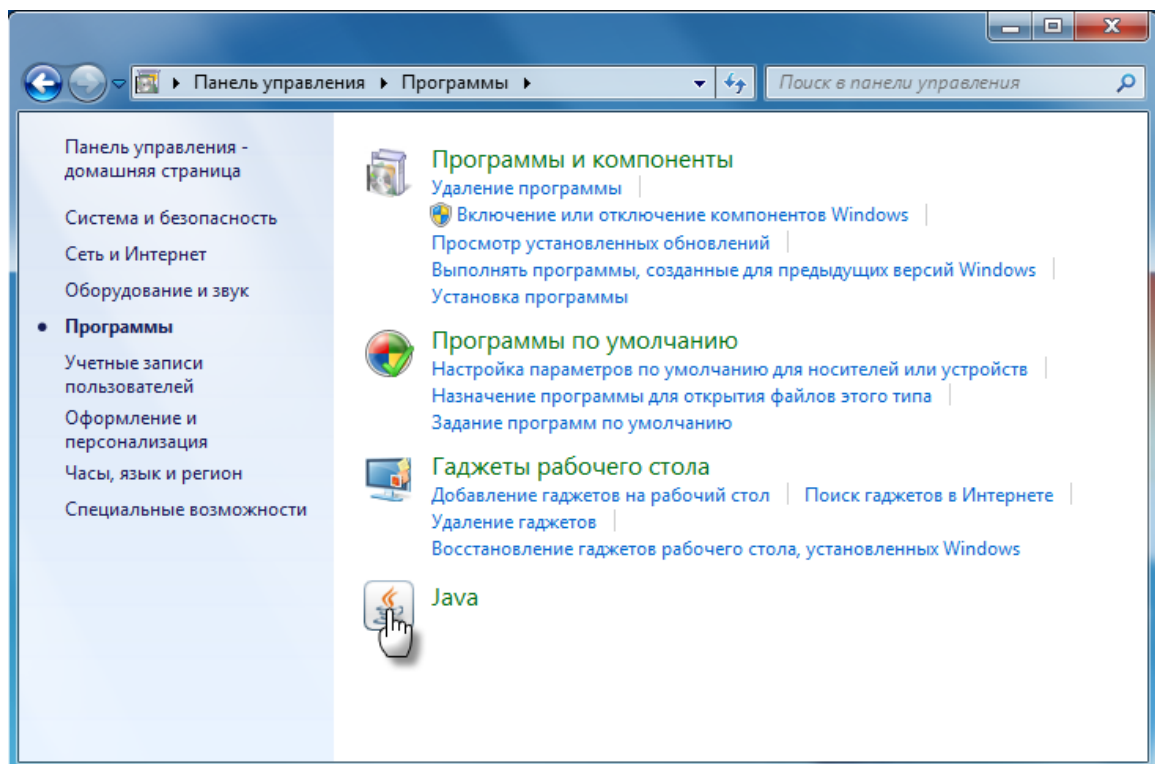 Панель управления Программы
Поиск в панели управления
Панель управления -
домашняя страница
Система и безопасность
Сеть и Интернет
Оборудование и звук
Программы
Учетные записи
пользователей
Оформление и
персонализация
Часы, язык и регион
Специальные возможности
Программы и компоненты
Удаление программы
Включение или отключение компонентов Windows
Просмотр установленных обновлений
Выполнять программы, созданные для предыдущих версий Windows
Установка программы
Программы по умолчанию
Настройка параметров по умолчанию для носителей или устройств
Назначение программы для открытия файлов этого типа
Задание программ по умолчанию
Гаджеты рабочего стола
Добавление гаджетов на рабочий стол Поиск гаджетов в Интернете
Удаление гаджетов
Восстановление гаджетов рабочего стола, установленных Windows
Java